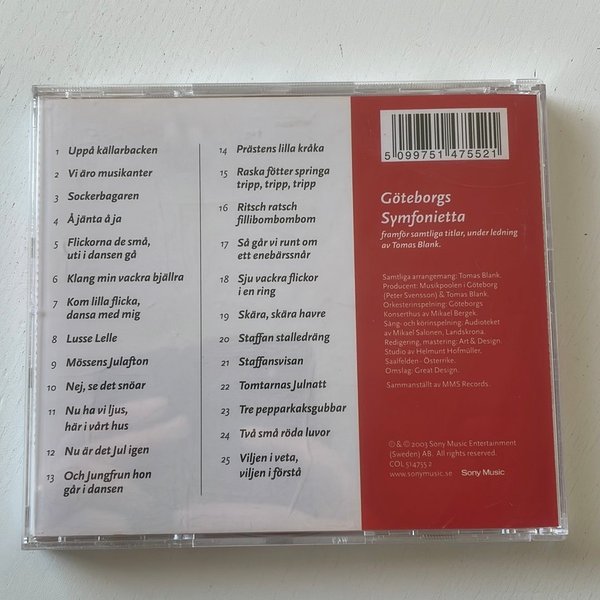 1 Uppå källarbacken
2 Vi äro musikanter
3 Sockerbagaren
4 Å jänta å ja
5 Flickorna de små,
uti i dansen gå
6 Klang min vackra bjällra
7 Kom lilla flicka,
dansa med mig
8 Lusse Lelle
9 Mössens Julafton
10 Nej, se det snöar
11 Nu ha vi ljus,
här i vårt hus
12 Nu är det Jul igen
13 Och Jungfrun hon
går i dansen
14 Prästens lilla kråka
15 Raska fötter springa
tripp, tripp, tripp
16 Ritsch ratsch
fillibombombom
17 Så går vi runt om
ett enebärssnår
18 Sju vackra flickor
i en ring
19 Skära, skära havre
20 Staffan stalledräng
21 Staffansvisan
22 Tomtarnas Julnatt
23 Tre pepparkaksgubbar
24 Två små röda luvor
25 Viljen i veta,
viljen i förstå
5 099751 475521
Göteborgs
Symfonietta
framför samtliga titlar, under ledning
av Tomas Blank.
Samtliga arrangemang: Tomas Blank.
Producent: Musikpoolen i Göteborg
(Peter Svensson) & Tomas Blank.
Orkesterinspelning: Göteborgs
Konserthus av Mikael Bergek.
Sång- och körinspelning: Audioteket
av Mikael Salonen, Landskrona.
Redigering, mastering: Art & Design.
Studio av Helmunt Hofmüller,
Saalfelden - Österrike.
Omslag: Great Design.
Sammanställt av MMS Records.
℗ & © 2003 Sony Music Entertainment
(Sweden) AB. All rights reserved.
COL 514755 2
www.sonymusic.se Sony Music